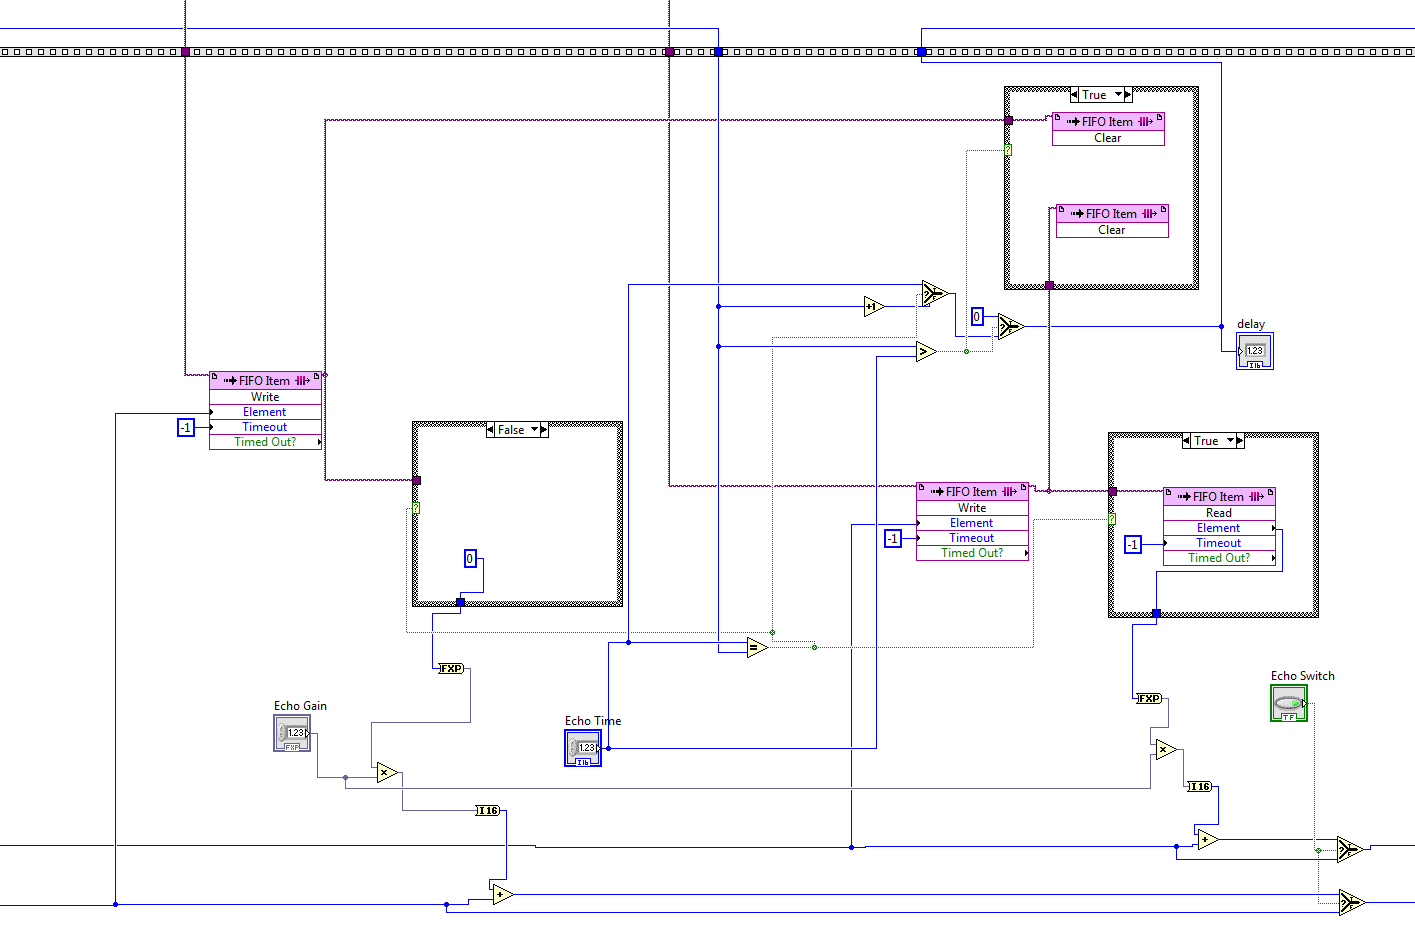 True
FIFO Item
Clear
FIFO Item
Clear
+1
0
>
delay
1.23
I16
FIFO Item
Write
Element
-1
Timeout
Timed Out?
False
0
True
FIFO Item
Write
Element
-1
Timeout
Timed Out?
FIFO Item
Read
Element
-1
Timeout
Timed Out?
=
FXP
FXP
Echo Gain
1.23
FXP
Echo Time
1.23
I16
Echo Switch
TF
×
×
I16
I16
+
+